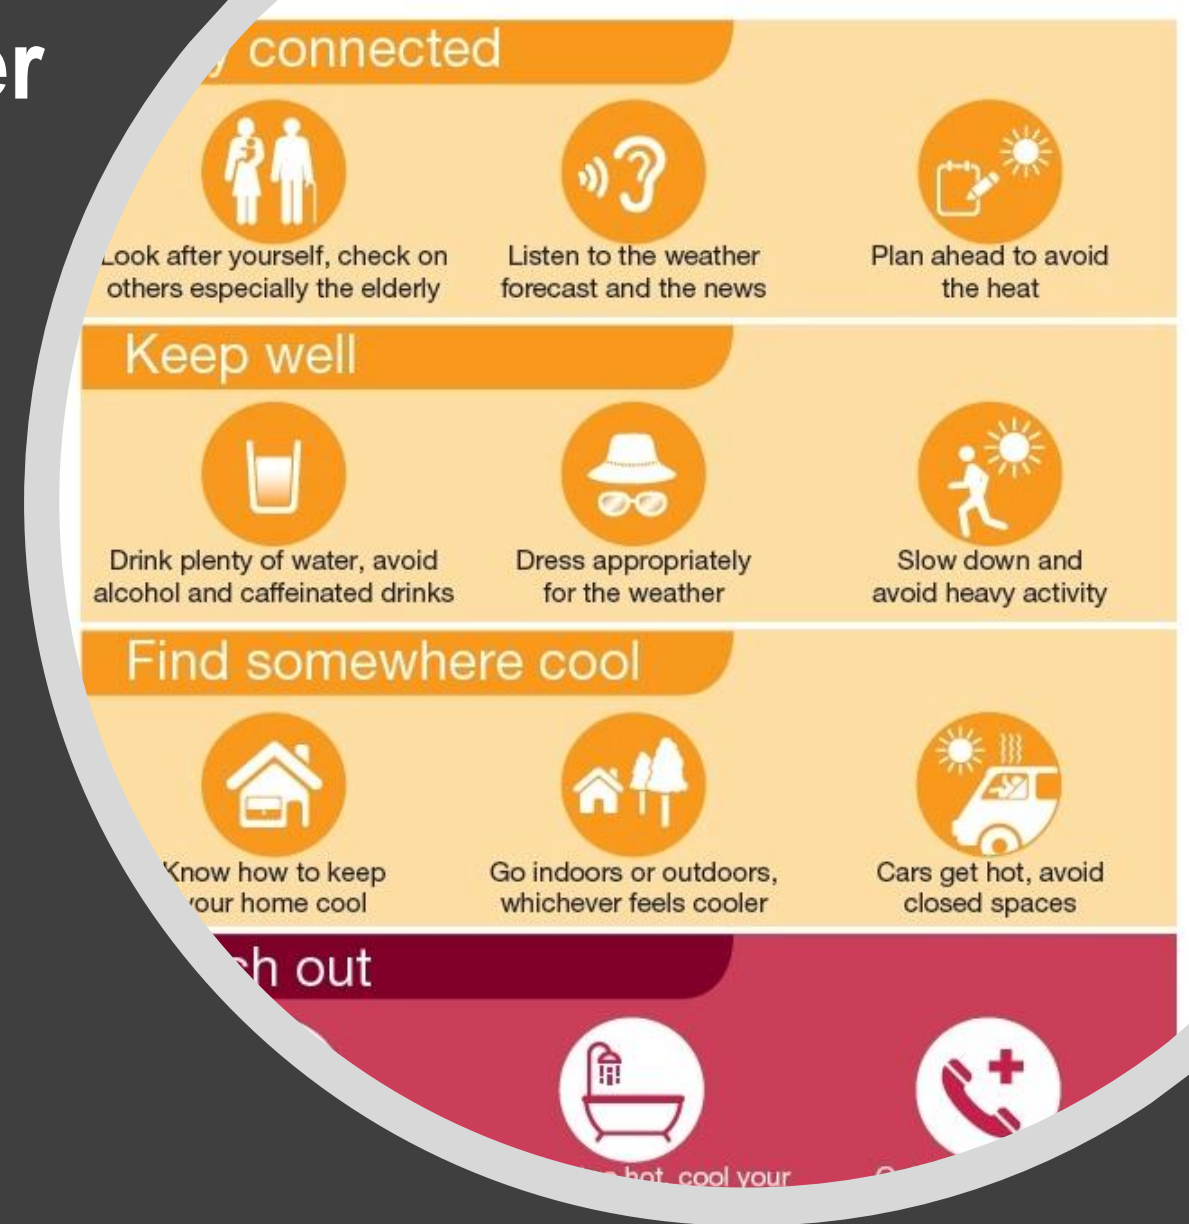 er
connected
Look after yourself, check on
others especially the elderly
Listen to the weather
forecast and the news
Plan ahead to avoid
the heat
Keep well
Drink plenty of water, avoid
alcohol and caffeinated drinks
Dress appropriately
for the weather
Slow down and
avoid heavy activity
Find somewhere cool
Know how to keep
your home cool
Go indoors or outdoors,
whichever feels cooler
Cars get hot, avoid
closed spaces
ch out
hot, cool your